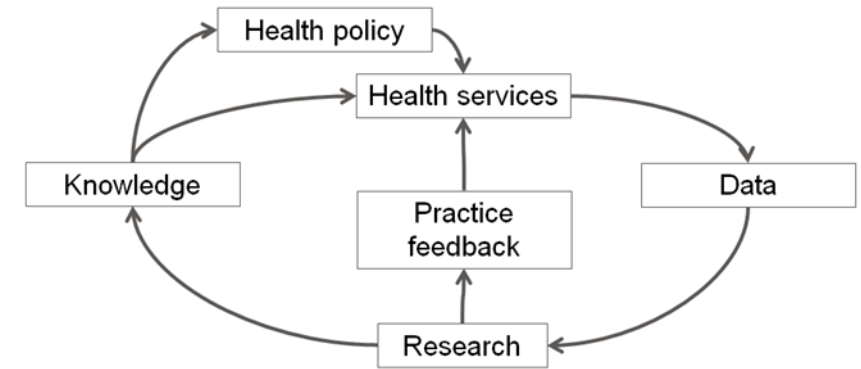 Health policy
Health services
Knowledge
Data
Practice
feedback
Research